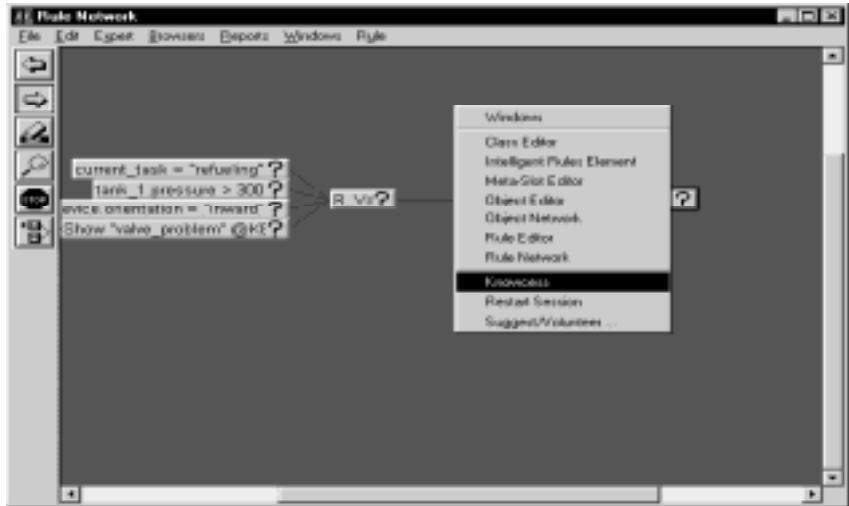 Rule Network
File Edit Expert Browsers Reports Windows Rule
current_task = "refueling" ?
tank_1.pressure > 300 ?
evice.orientation = "inward" ?
Show "valve_problem" @KE?
R_Vx?
?
STOP
Windows
Class Editor
Intelligent Rules Element
Meta-Slot Editor
Object Editor
Object Network
Rule Editor
Rule Network
Knowcess
Restart Session
Suggest/Volunteer ...